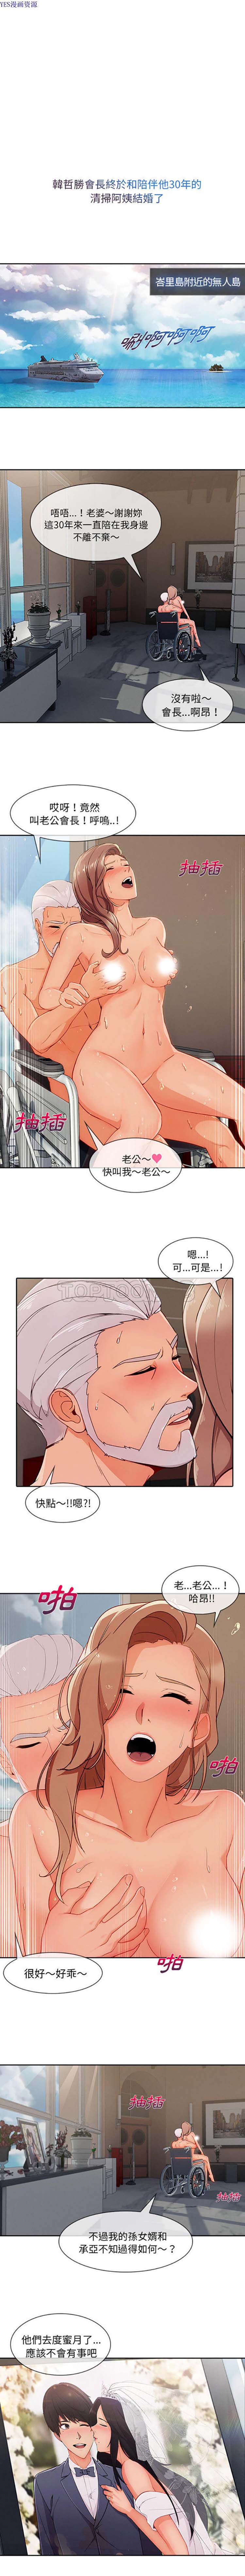 YES漫画资源
韓哲勝會長終於和陪伴他30年的
清掃阿姨結婚了
峇里島附近的無人島
唔唔...！老婆～謝謝妳
這30年來一直陪在我身邊
不離不棄～
沒有啦～
會長...啊昂！
哎呀！竟然
叫老公會長！呼嗚..!
抽插
抽插
老公～♥
快叫我～老公～
嗯...!
可...可是...!
TOPTOON
快點～!!嗯?!
老...老公...！
哈昂!!
啪
啪
啪
很好～好乖～
抽插
抽插
不過我的孫女婿和
承亞不知過得如何～？
他們去度蜜月了...
應該不會有事吧